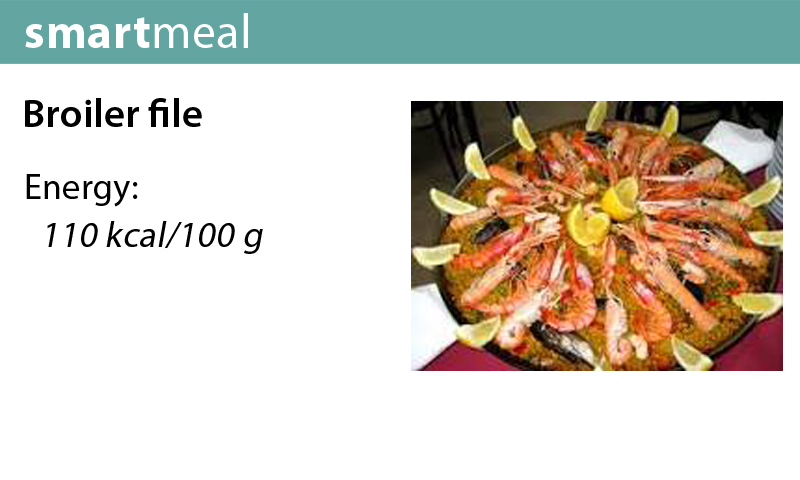 smartmeal
Broiler file
Energy:
110 kcal/100 g